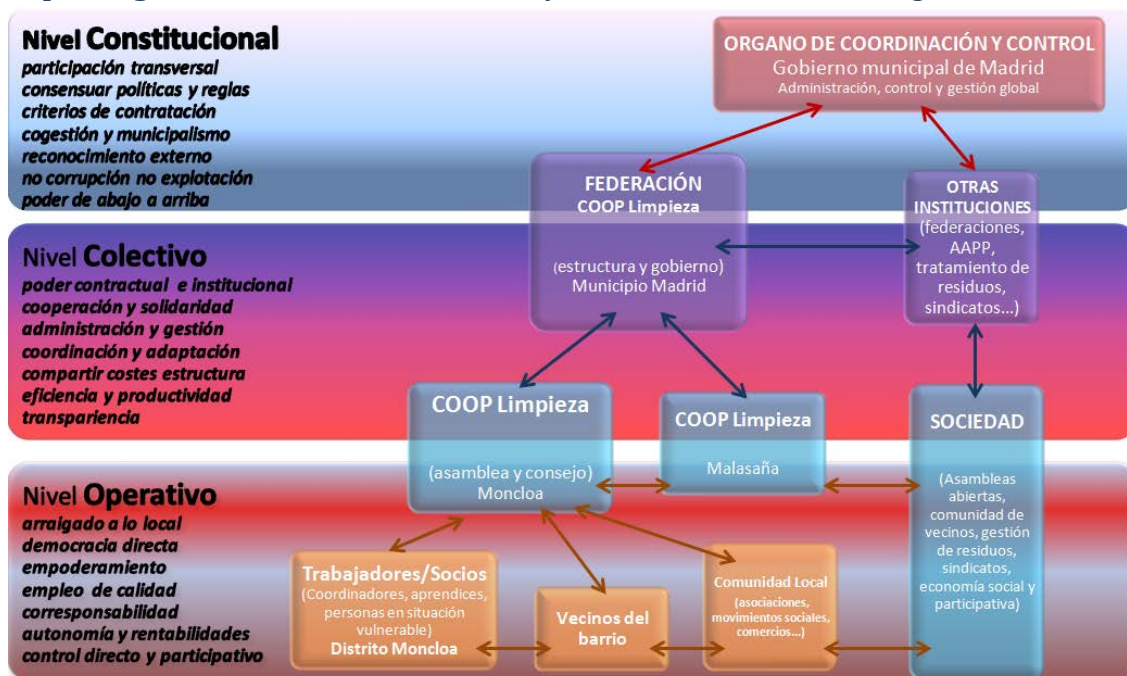 Nivel Constitucional
participación transversal
consensuar políticas y reglas
criterios de contratación
cogestión y municipalismo
reconocimiento externo
no corrupción no explotación
poder de abajo a arriba
ORGANO DE COORDINACIÓN Y CONTROL
Gobierno municipal de Madrid
Administración, control y gestión global
FEDERACIÓN
COOP Limpieza
(estructura y gobierno)
Municipio Madrid
OTRAS
INSTITUCIONES
(federaciones,
AAPP,
tratamiento de
residuos,
sindicatos...)
Nivel Colectivo
poder contractual e institucional
cooperación y solidaridad
administración y gestión
coordinación y adaptación
compartir costes estructura
eficiencia y productividad
transparencia
COOP Limpieza
(asamblea y consejo)
Moncloa
COOP Limpieza
Malasaña
SOCIEDAD
(Asambleas
abiertas,
comunidad de
vecinos, gestión
de residuos,
sindicatos,
economía social y
participativa)
Nivel Operativo
arraigado a lo local
democracia directa
empoderamiento
empleo de calidad
corresponsabilidad
autonomía y rentabilidades
control directo y participativo
Trabajadores/Socios
(Coordinadores, aprendices,
personas en situación
vulnerable)
Distrito Moncloa
Vecinos del
barrio
Comunidad Local
(asociaciones,
movimientos sociales,
comercios...)